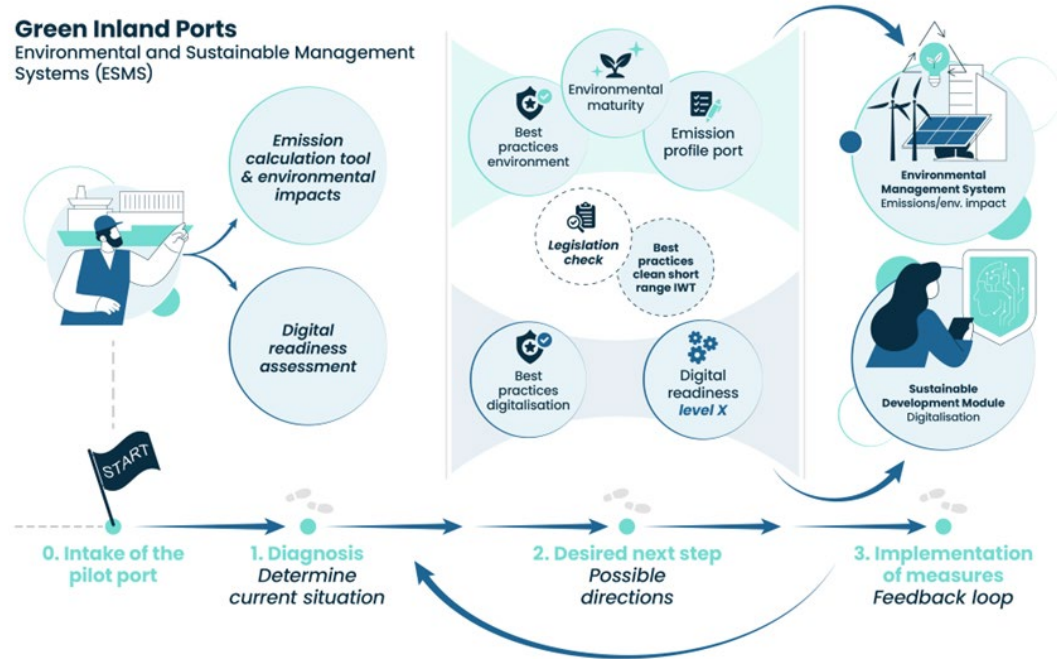 Green Inland Ports
Environmental and Sustainable Management
Systems (ESMS)
Emission
calculation tool
& environmental
impacts
Digital
readiness
assessment
Environmental
maturity
Best
practices
environment
Emission
profile port
Legislation
check
Best
practices
clean short
range IWT
Best
practices
digitalisation
Digital
readiness
level X
Environmental
Management System
Emissions/env. impact
Sustainable
Development Module
Digitalisation
START
0. Intake of the
pilot port
1. Diagnosis
Determine
current situation
2. Desired next step
Possible
directions
3. Implementation
of measures
Feedback loop